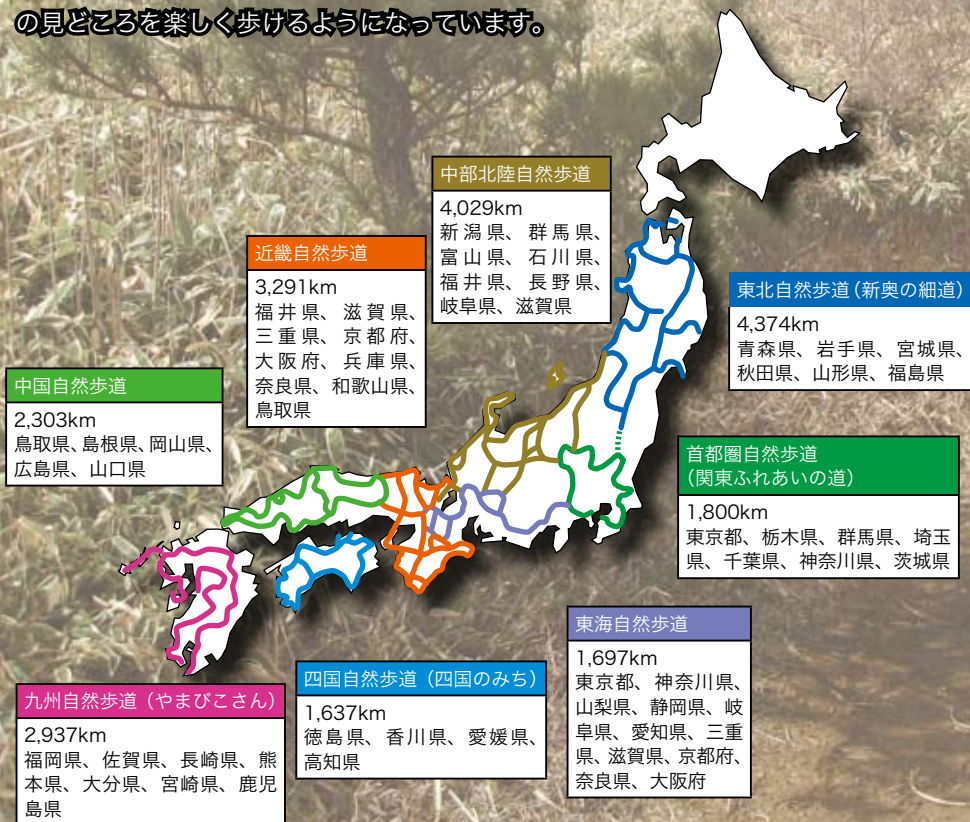 の見どころを楽しく歩けるようになっています。
中部北陸自然歩道
4,029km
新潟県、群馬県、
富山県、石川県、
福井県、長野県、
岐阜県、滋賀県
近畿自然歩道
3,291km
福井県、滋賀県、
三重県、京都府、
大阪府、兵庫県、
奈良県、和歌山県、
鳥取県
東北自然歩道(新奥の細道)
4,374km
青森県、岩手県、宮城県、
秋田県、山形県、福島県
中国自然歩道
2,303km
鳥取県、島根県、岡山県、
広島県、山口県
首都圏自然歩道
(関東ふれあいの道)
1,800km
東京都、栃木県、群馬県、埼玉
県、千葉県、神奈川県、茨城県
東海自然歩道
1,697km
東京都、神奈川県、
山梨県、静岡県、岐
阜県、愛知県、三重
県、滋賀県、京都府、
奈良県、大阪府
四国自然歩道(四国のみち)
1,637km
徳島県、香川県、愛媛県、
高知県
九州自然歩道(やまびこさん)
2,937km
福岡県、佐賀県、長崎県、熊
本県、大分県、宮崎県、鹿児
島県